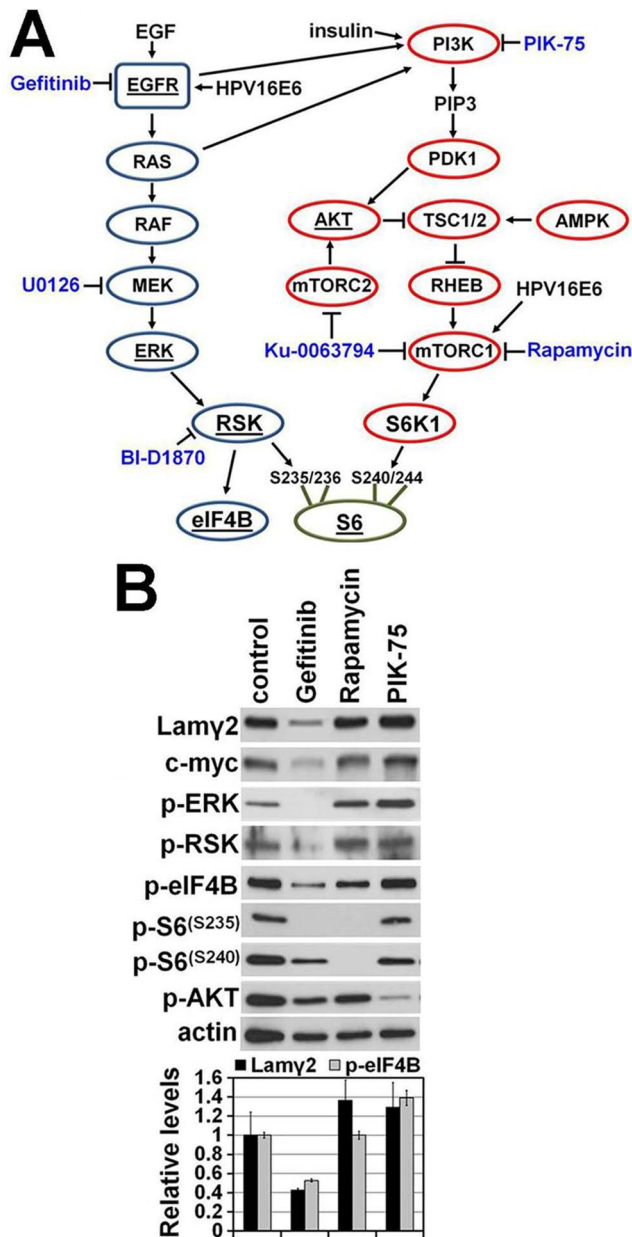 A
EGF
insulin
PI3K
PIK-75
Gefitinib
EGFR
HPV16E6
PIP3
RAS
PDK1
RAF
AKT
TSC1/2
AMPK
U0126
MEK
mTORC2
RHEB
HPV16E6
ERK
Ku-0063794
mTORC1
Rapamycin
RSK
S6K1
BI-D1870
S235/236
S240/244
eIF4B
S6
B
control
Gefitinib
Rapamycin
PIK-75
Lamγ2
c-myc
p-ERK
p-RSK
p-eIF4B
p-S6(S235)
p-S6(S240)
p-AKT
actin
Lamγ2 p-eIF4B
Relative levels
1.6
1.4
1.2
1
0.8
0.6
0.4
0.2
0